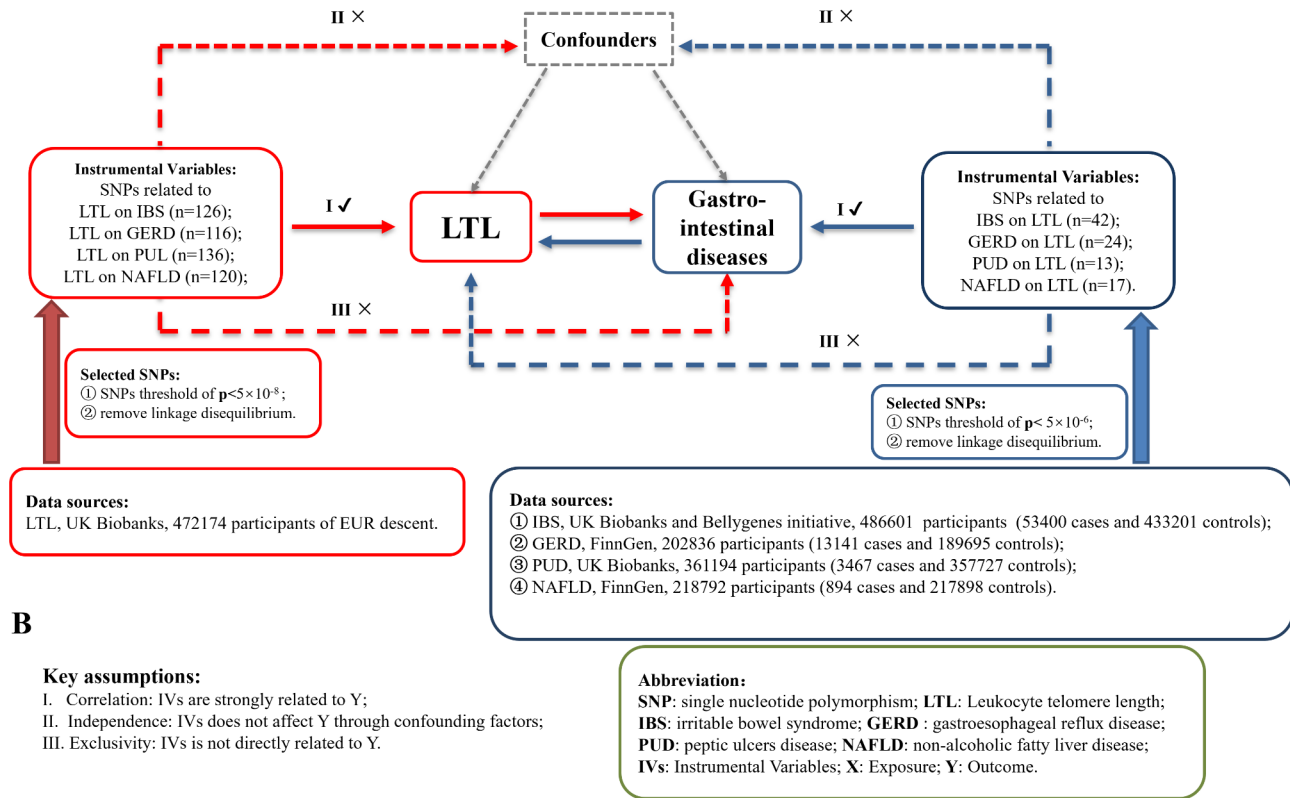 II ×
II ×
Confounders
Instrumental Variables:
SNPs related to
LTL on IBS (n=126);
LTL on GERD (n=116);
LTL on PUL (n=136);
LTL on NAFLD (n=120);
I ✓
LTL
Gastro-
intestinal
diseases
I ✓
Instrumental Variables:
SNPs related to
IBS on LTL (n=42);
GERD on LTL (n=24);
PUD on LTL (n=13);
NAFLD on LTL (n=17).
III ×
III ×
Selected SNPs:
① SNPs threshold of p<5×10⁻⁸;
② remove linkage disequilibrium.
Selected SNPs:
① SNPs threshold of p< 5×10⁻⁶;
② remove linkage disequilibrium.
Data sources:
LTL, UK Biobanks, 472174 participants of EUR descent.
Data sources:
① IBS, UK Biobanks and Bellygenes initiative, 486601 participants (53400 cases and 433201 controls);
② GERD, FinnGen, 202836 participants (13141 cases and 189695 controls);
③ PUD, UK Biobanks, 361194 participants (3467 cases and 357727 controls);
④ NAFLD, FinnGen, 218792 participants (894 cases and 217898 controls).
B
Key assumptions:
I. Correlation: IVs are strongly related to Y;
II. Independence: IVs does not affect Y through confounding factors;
III. Exclusivity: IVs is not directly related to Y.
Abbreviation:
SNP: single nucleotide polymorphism; LTL: Leukocyte telomere length;
IBS: irritable bowel syndrome; GERD : gastroesophageal reflux disease;
PUD: peptic ulcers disease; NAFLD: non-alcoholic fatty liver disease;
IVs: Instrumental Variables; X: Exposure; Y: Outcome.